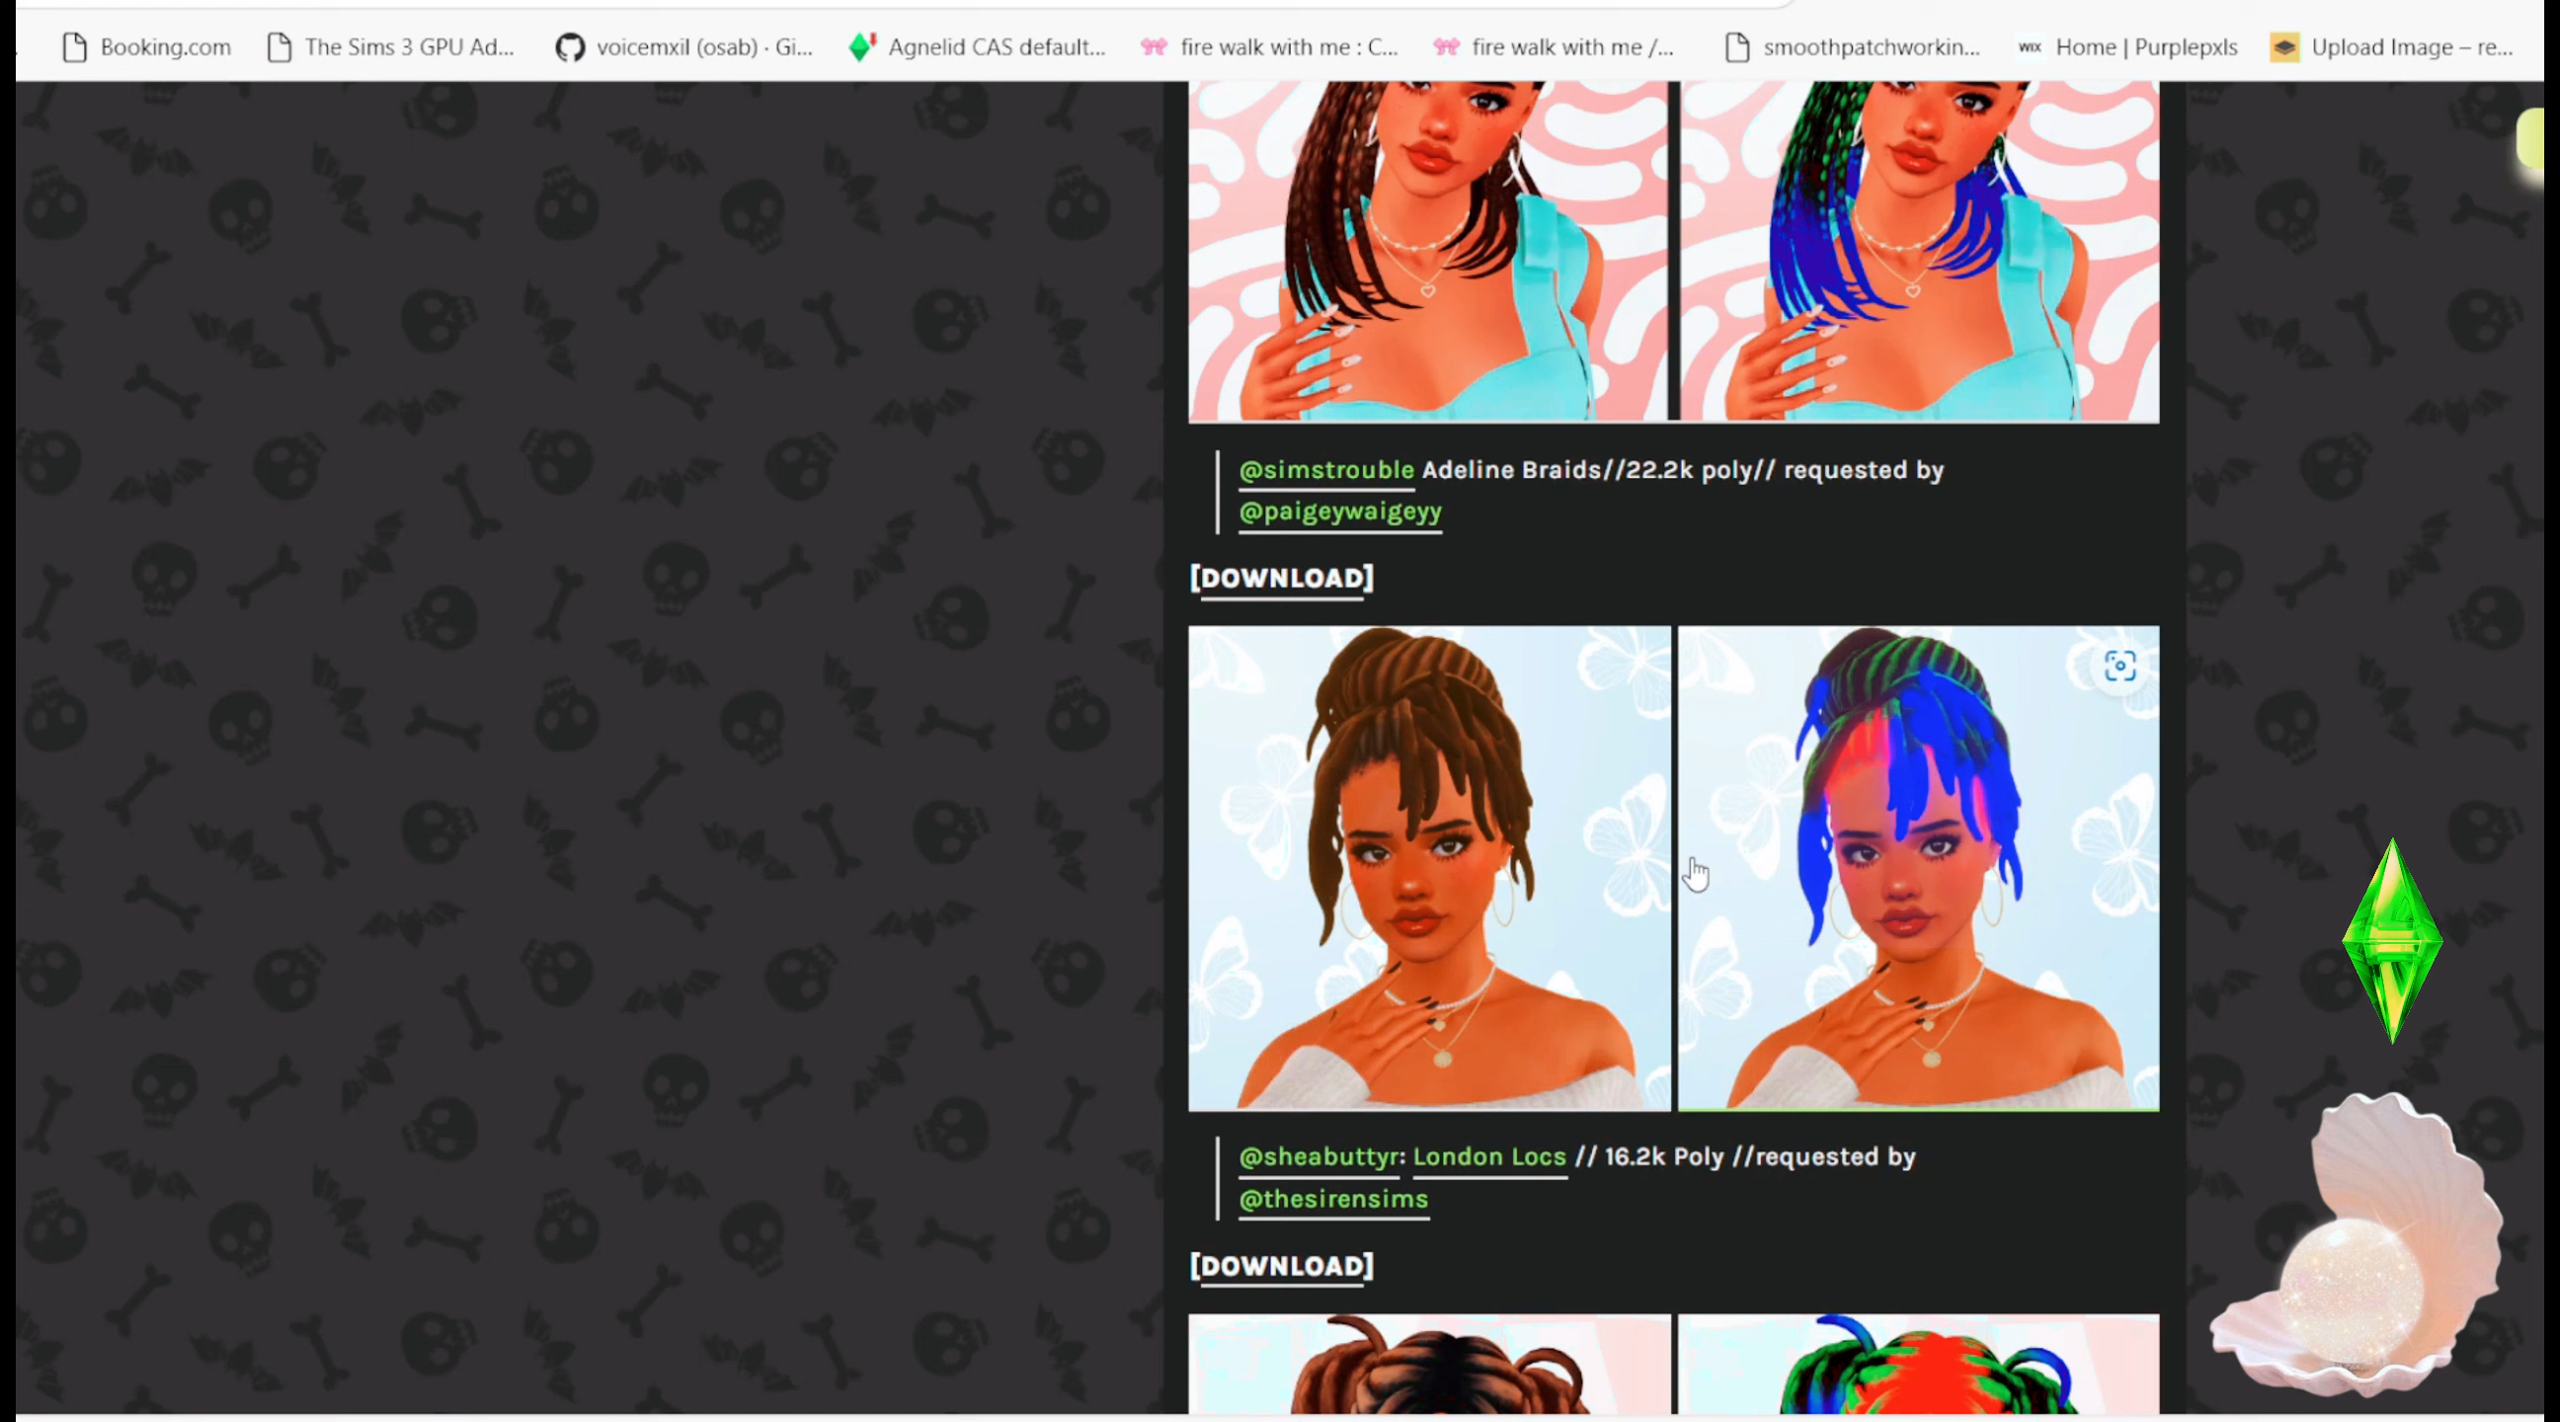 Booking.com
The Sims 3 GPU Ad...
voicemxil (osab) · Gi...
Agnelid CAS default...
fire walk with me : C...
fire walk with me /...
smoothpatchworkin...
WIX Home | Purplepxls
Upload Image – re...
@simstrouble Adeline Braids//22.2k poly// requested by
@paigeywaigeyy
[DOWNLOAD]
@sheabuttyr: London Locs // 16.2k Poly //requested by
@thesirensims
[DOWNLOAD]